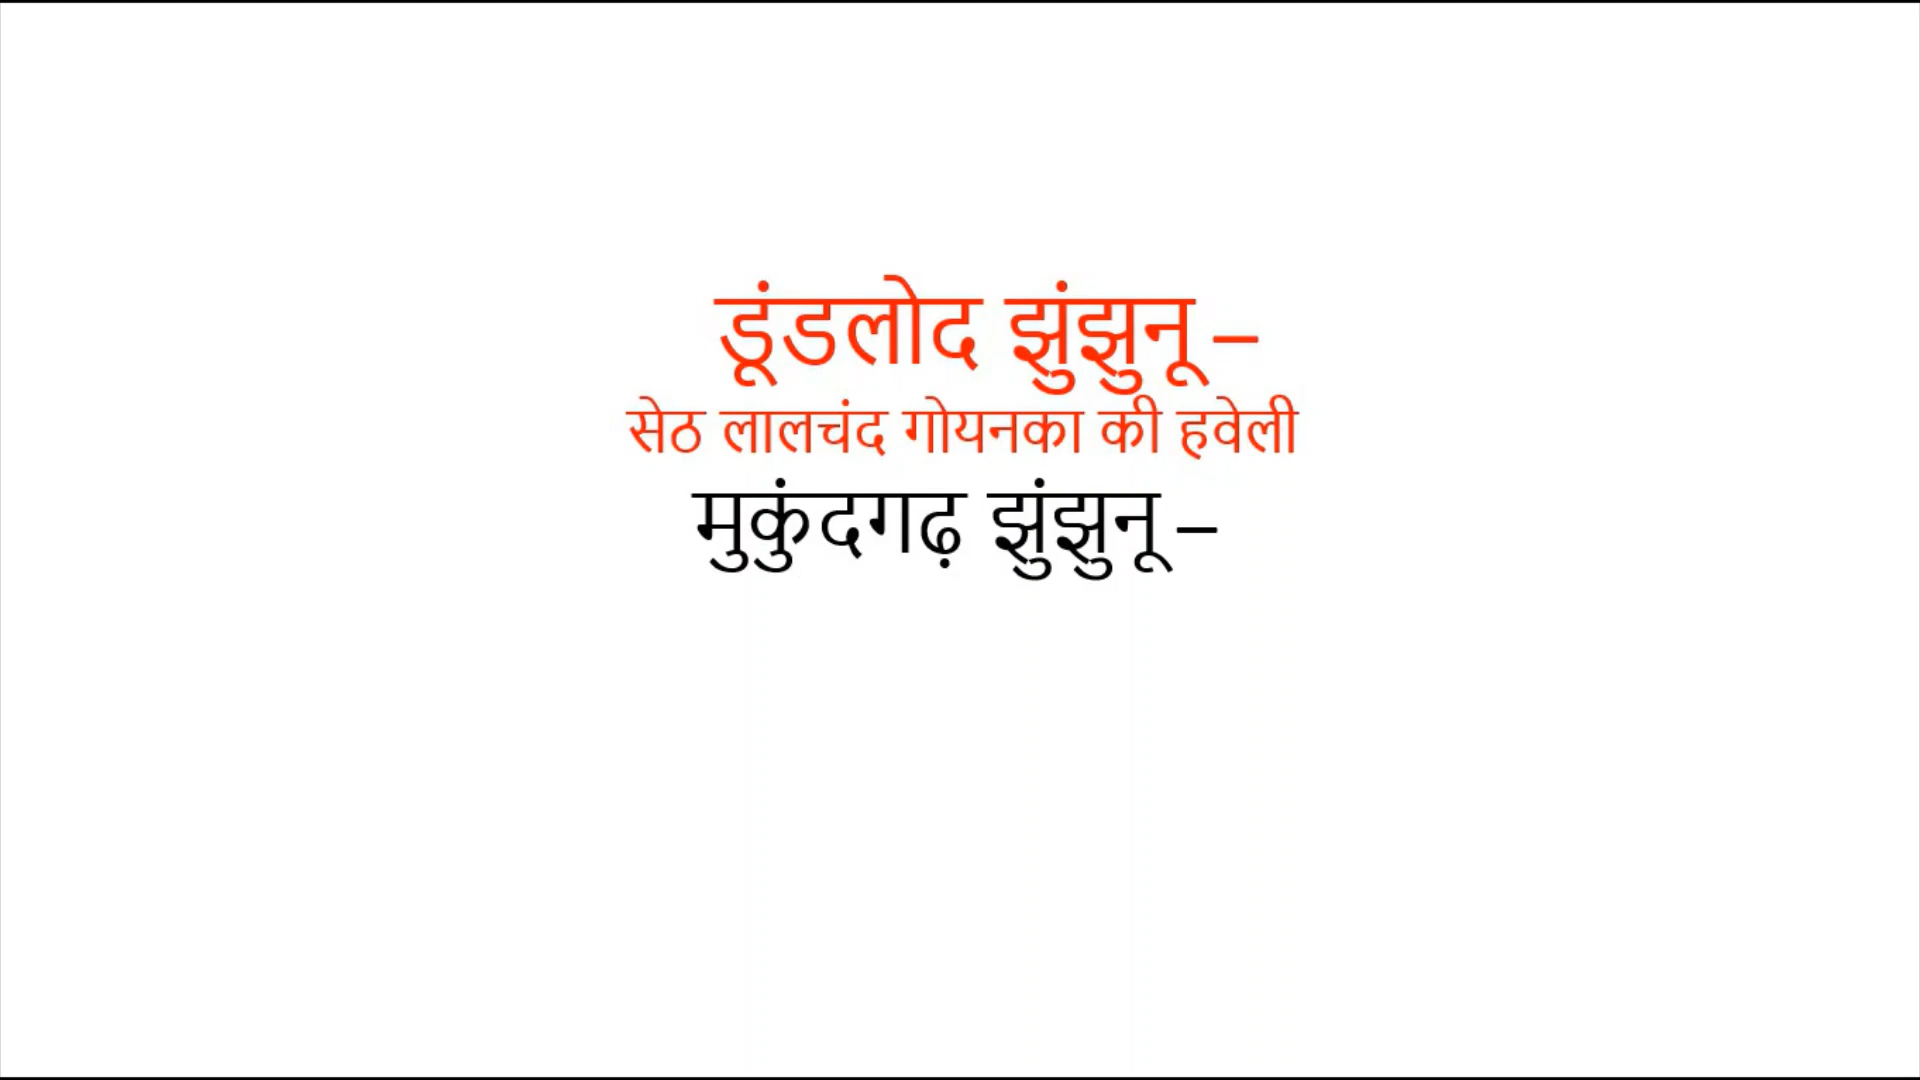 डूंडलोद झुंझुनू –
सेठ लालचंद गोयनका की हवेली
मुकुंदगढ़ झुंझुनू –